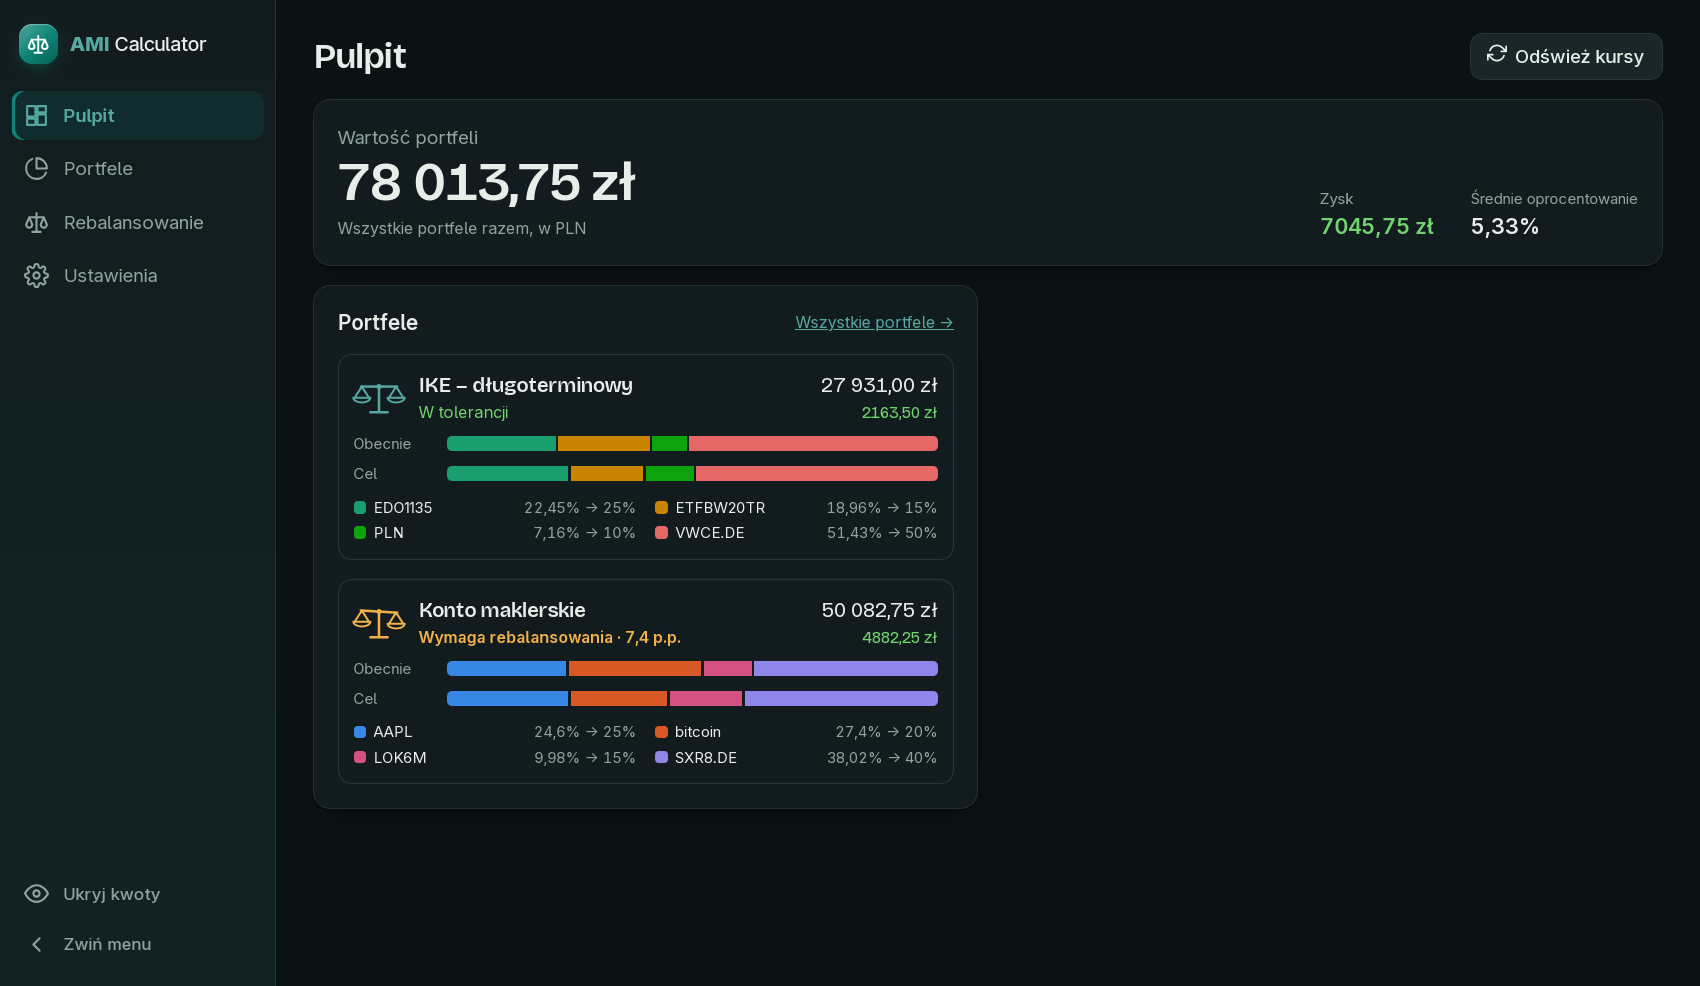 AMI Calculator
Pulpit
Portfele
Rebalansowanie
Ustawienia
Ukryj kwoty
Zwiń menu
Pulpit
Odśwież kursy
Wartość portfeli
78 013,75 zł
Wszystkie portfele razem, w PLN
Zysk
7045,75 zł
Średnie oprocentowanie
5,33%
Portfele
Wszystkie portfele →
IKE – długoterminowy
27 931,00 zł
W tolerancji
2163,50 zł
Obecnie
Cel
EDO1135 22,45% → 25%
ETFBW20TR 18,96% → 15%
PLN 7,16% → 10%
VWCE.DE 51,43% → 50%
Konto maklerskie
50 082,75 zł
Wymaga rebalansowania · 7,4 p.p.
4882,25 zł
Obecnie
Cel
AAPL 24,6% → 25%
bitcoin 27,4% → 20%
LOK6M 9,98% → 15%
SXR8.DE 38,02% → 40%